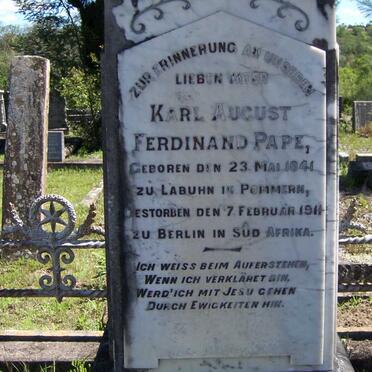 ZUR ERINNERUNG AN UNSEREN
LIEBEN VATER
KARL AUGUST
FERDINAND PAPE,
GEBOREN DEN 23. MAI 1841
ZU LABUHN IN POMMERN,
GESTORBEN DEN 7 FEBRUAR 1911
ZU BERLIN IN SÜD AFRIKA.
ICH WEISS BEIM AUFERSTEHEN,
WENN ICH VERKLÄRET BIN,
WERD' ICH MIT JESU GEHEN
DURCH EWIGKEITEN HIN.